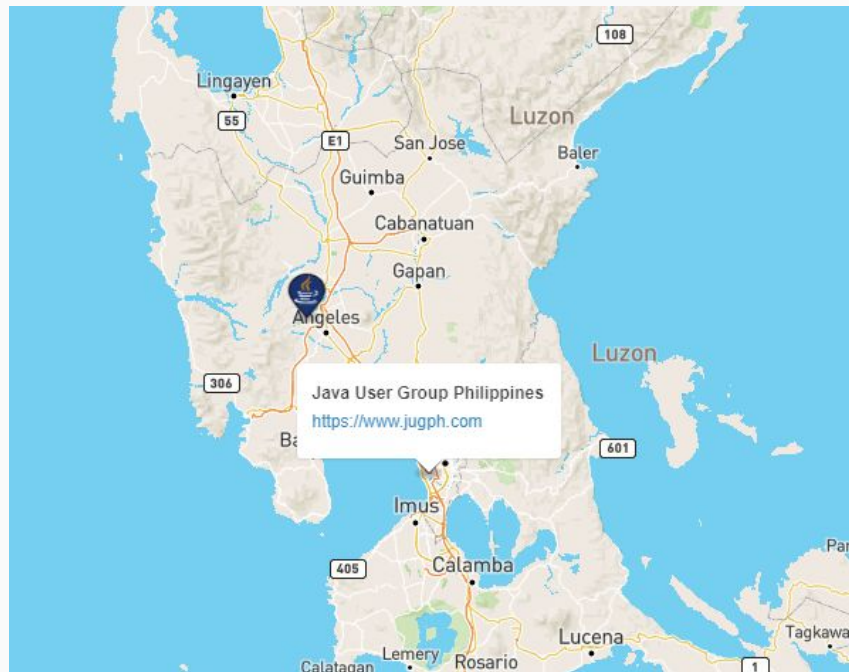 108
Lingayen
Luzon
55
E1
San Jose
Baler
Guimba
Cabanatuan
Gapan
Angeles
Luzon
306
Java User Group Philippines
https://www.jugph.com
Ba
601
Imus
Par
405
Calamba
Tagkawa
Lucena
Lemery
Rosario
Calatagan
1